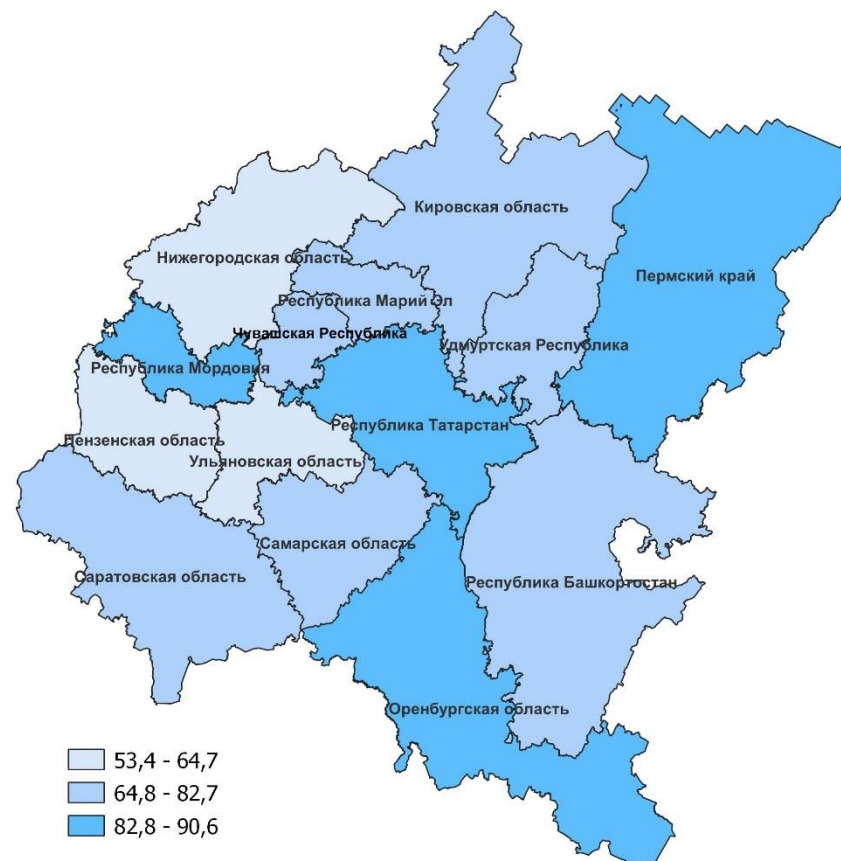 Кировская область
Нижегородская область
Пермский край
Республика Марий Эл
Чувашская Республика
Удмуртская Республика
Республика Мордовия
Республика Татарстан
Пензенская область
Ульяновская область
Самарская область
Саратовская область
Республика Башкортостан
Оренбургская область
53,4 - 64,7
64,8 - 82,7
82,8 - 90,6